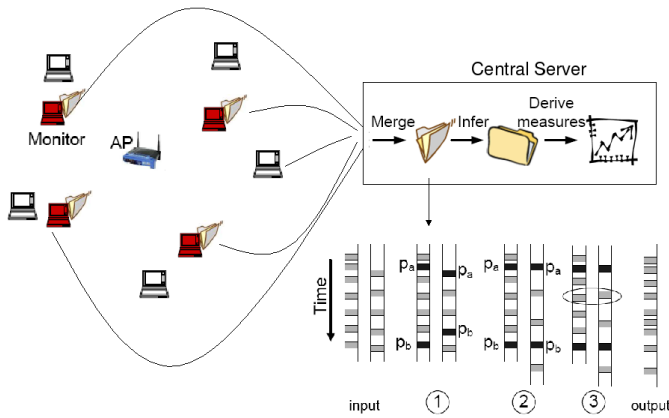 Central Server
Merge
Infer
Derive
measures
Monitor
AP
Time
pa
pa
pb
pb
pa
pa
pb
pb
input
1
2
3
output